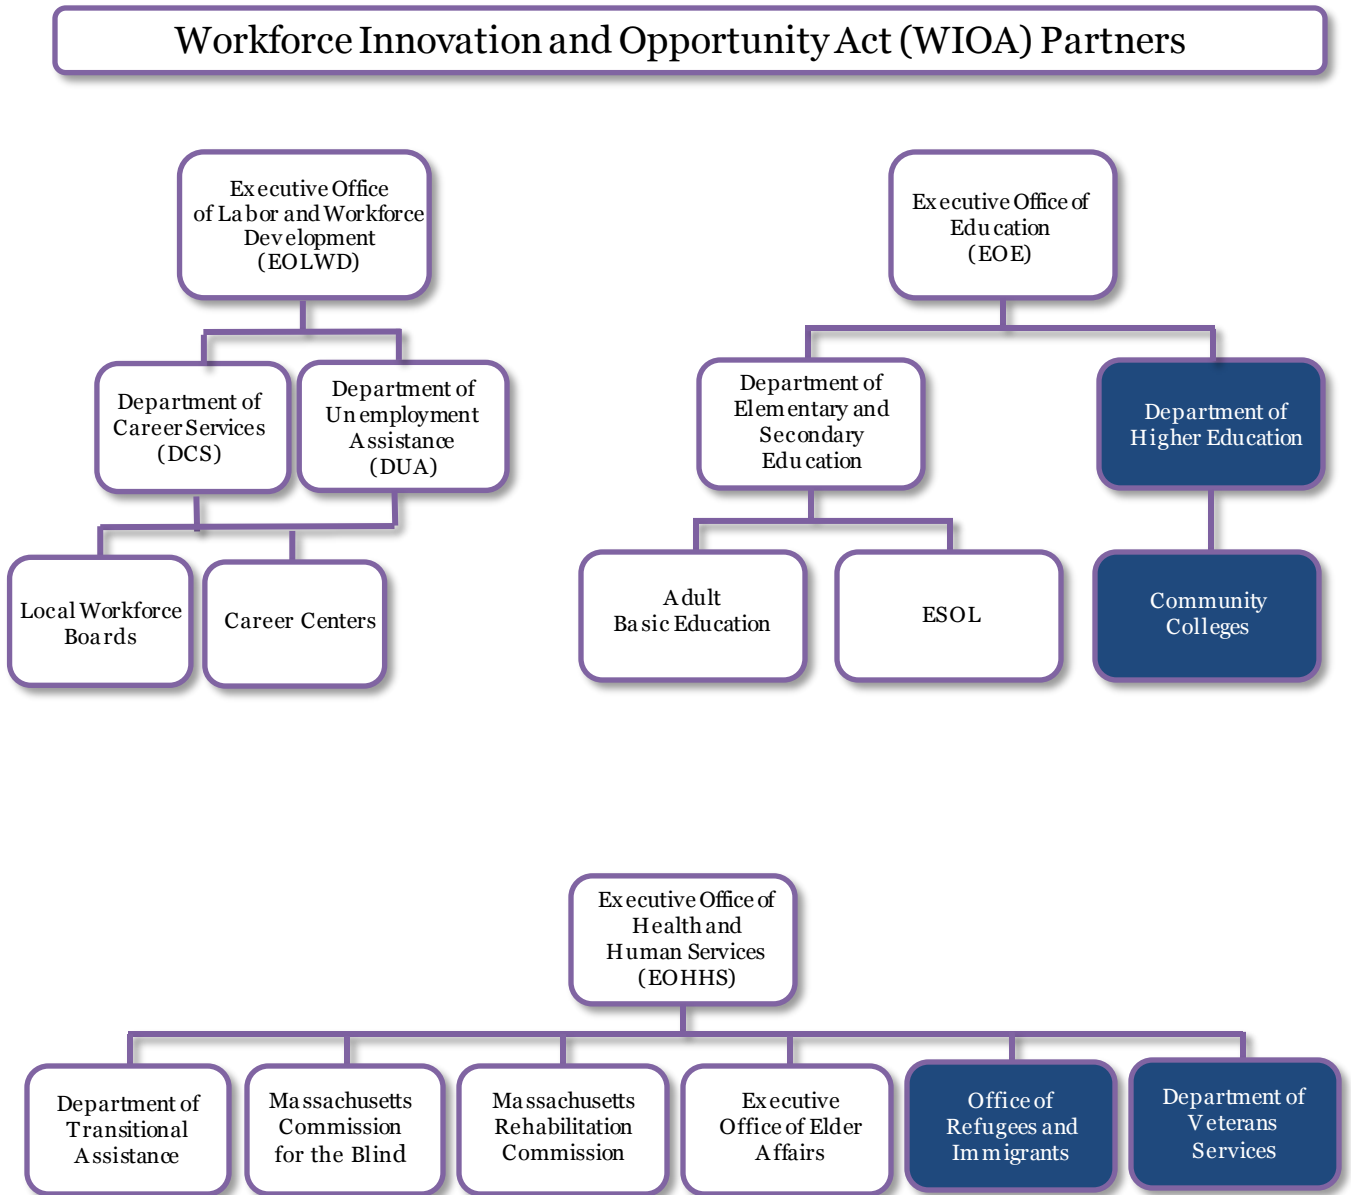 Workforce Innovation and Opportunity Act (WIOA) Partners
Executive Office
of Labor and Workforce
Development
(EOLWD)
Executive Office of
Education
(EOE)
Department of
Career Services
(DCS)
Department of
Unemployment
Assistance
(DUA)
Department of
Elementary and
Secondary
Education
Department of
Higher Education
Local Workforce
Boards
Career Centers
Adult
Basic Education
ESOL
Community
Colleges
Executive Office of
Health and
Human Services
(EOHHS)
Department of
Transitional
Assistance
Massachusetts
Commission
for the Blind
Massachusetts
Rehabilitation
Commission
Executive
Office of Elder
Affairs
Office of
Refugees and
Immigrants
Department of
Veterans
Services